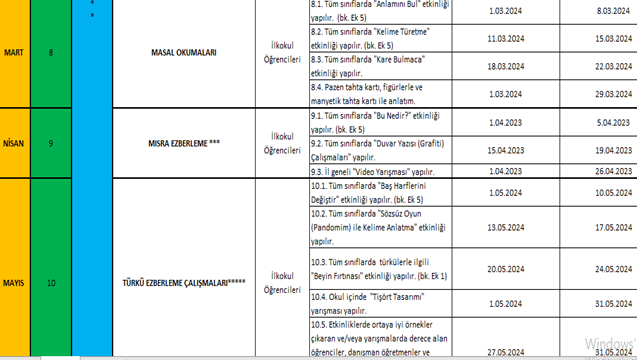 * 
*
8.1. Tüm sınıflarda "Anlamını Bul" etkinliği
yapılır. (bk. Ek 5)
1.03.2024
8.03.2024
8.2. Tüm sınıflarda "Kelime Türetme"
etkinliği yapılır. (bk. Ek 5)
11.03.2024
15.03.2024
MART
8
MASAL OKUMALARI
İlkokul
Öğrencileri
8.3. Tüm sınıflarda "Kare Bulmaca"
etkinliği yapılır.
18.03.2024
22.03.2024
8.4. Pazen tahta kartı, figürlerle ve
manyetik tahta kartı ile anlatım.
1.03.2024
29.03.2024
NİSAN
9
MISRA EZBERLEME ***
İlkokul
Öğrencileri
9.1. Tüm sınıflarda "Bu Nedir?" etkinliği
yapılır. (bk. Ek 5)
1.04.2023
5.04.2023
9.2. Tüm sınıflarda "Duvar Yazısı (Grafiti)
Çalışmaları" yapılır.
15.04.2023
19.04.2023
9.3. İl geneli "Video Yarışması" yapılır.
1.04.2023
26.04.2023
MAYIS
10
TÜRKÜ EZBERLEME ÇALIŞMALARI*****
İlkokul
Öğrencileri
10.1. Tüm sınıflarda "Baş Harflerini
Değiştir" etkinliği yapılır. (bk. Ek 5)
1.05.2024
10.05.2024
10.2. Tüm sınıflarda "Sözsüz Oyun
(Pandomim) ile Kelime Anlatma" etkinliği
yapılır.
13.05.2024
17.05.2024
10.3. Tüm sınıflarda türkülerle ilgili
"Beyin Fırtınası" etkinliği yapılır. (bk. Ek 1)
20.05.2024
24.05.2024
10.4. Okul içinde "Tişört Tasarımı"
yarışması yapılır.
1.05.2024
31.05.2024
10.5. Etkinliklerde ortaya iyi örnekler
çıkaran ve/veya yarışmalarda derece alan
öğrenciler, danışman öğretmenler ve
27.05.2024
31.05.2024
Windows